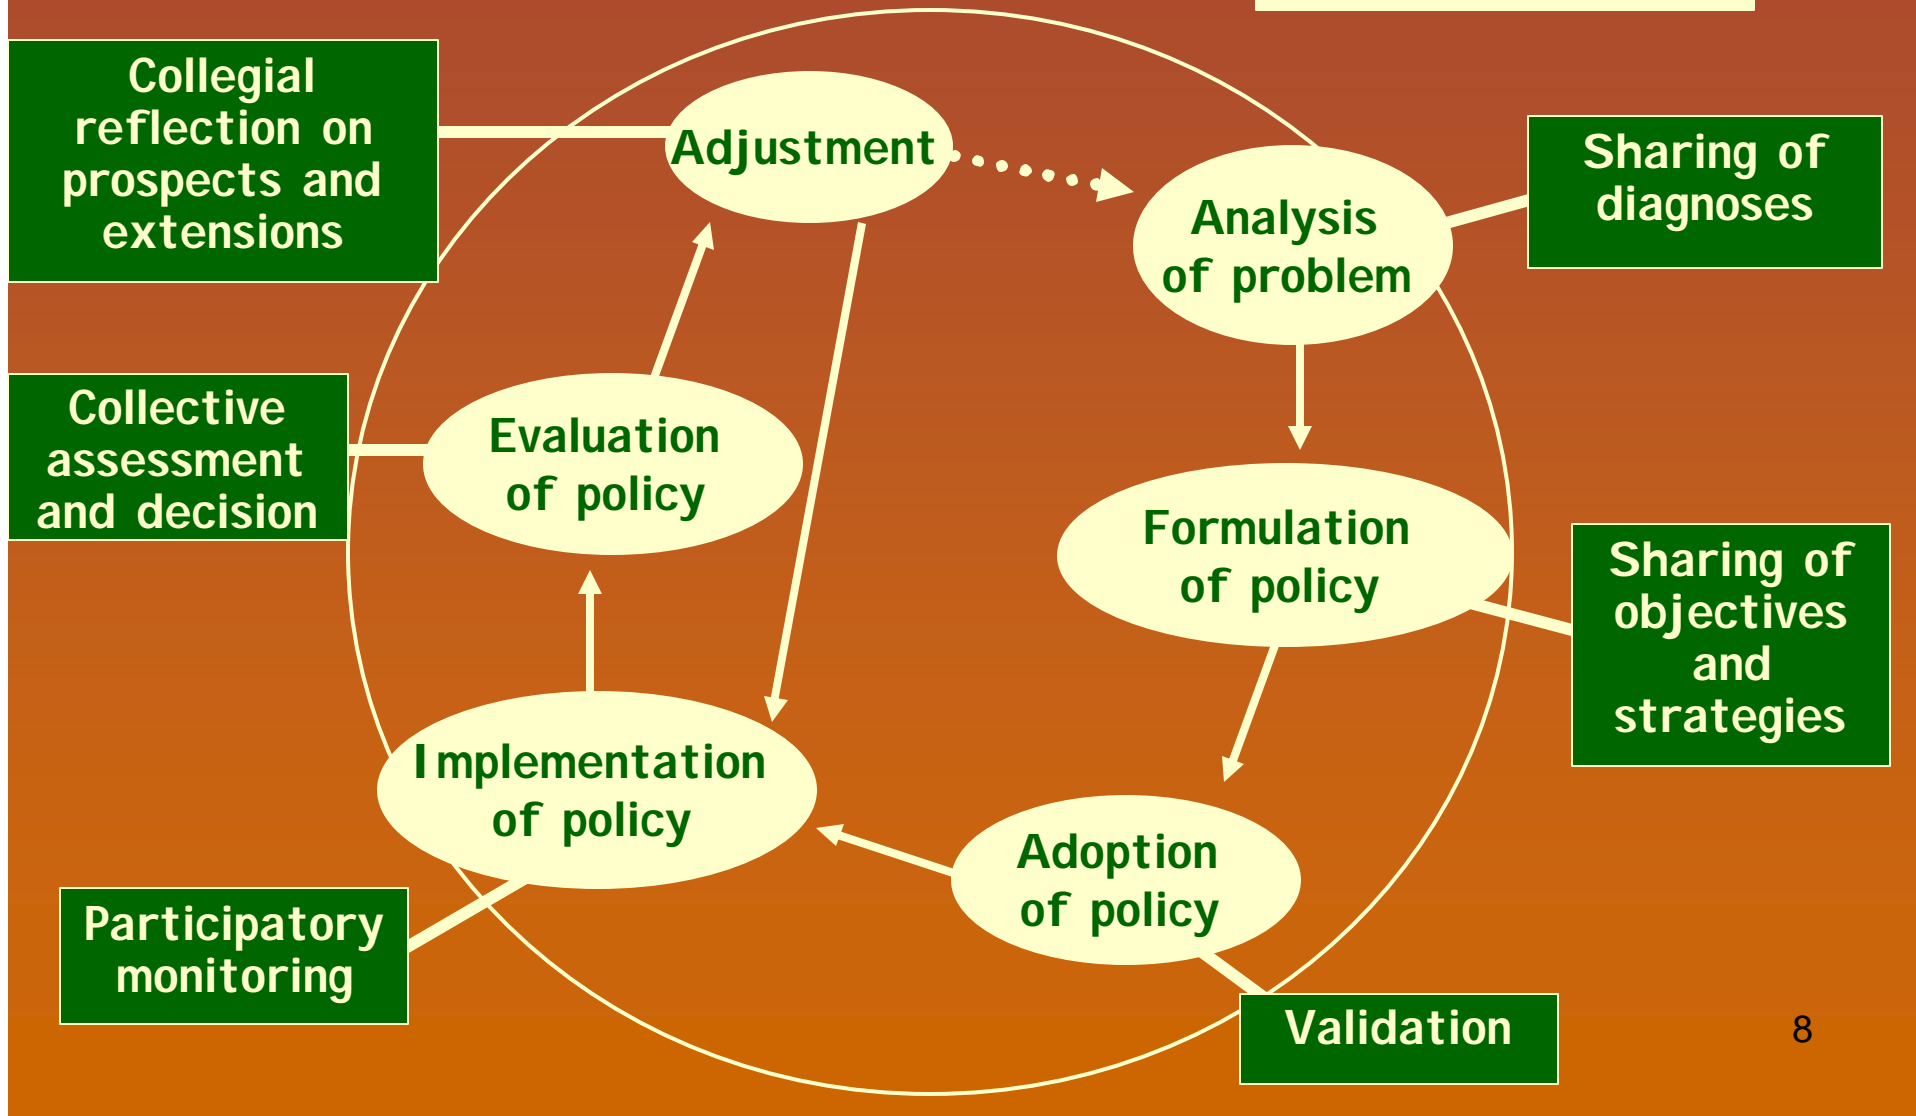 Collegial
reflection on
prospects and
extensions
Adjustment
Analysis
of problem
Sharing of
diagnoses
Collective
assessment
and decision
Evaluation
of policy
Formulation
of policy
Sharing of
objectives
and
strategies
Implementation
of policy
Adoption
of policy
Participatory
monitoring
Validation
8